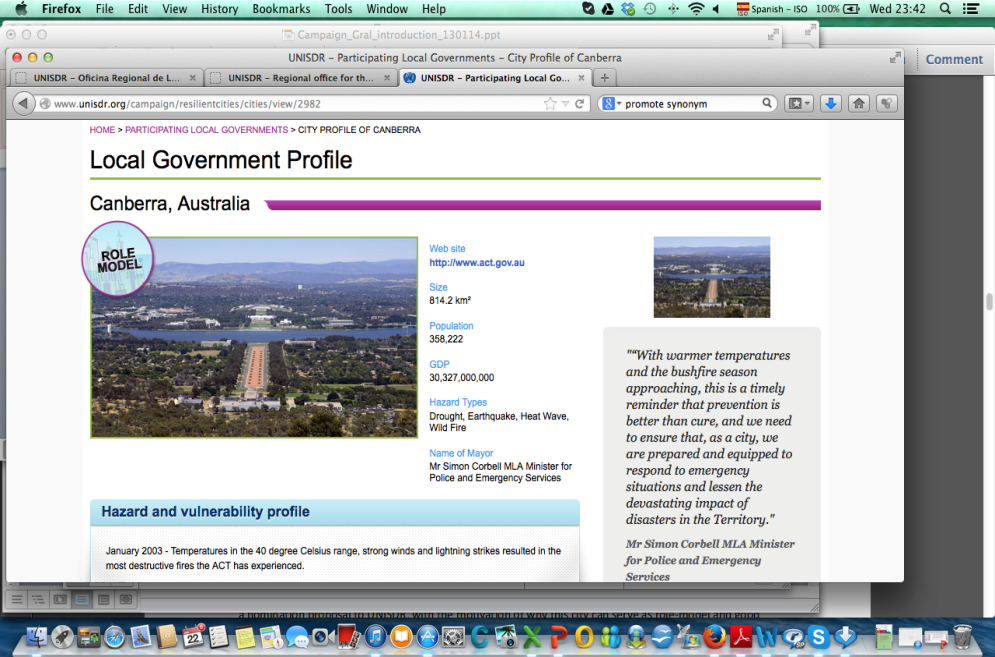 Firefox File Edit View History Bookmarks Tools Window Help Spanish – ISO 100% Wed 23:42
Campaign_Gral_introduction_130114.ppt
UNISDR – Participating Local Governments – City Profile of Canberra
Comment
UNISDR – Oficina Regional de L... UNISDR – Regional office for th... UNISDR – Participating Local Go...
www.unisdr.org/campaign/resilientcities/cities/view/2982 promote synonym
HOME > PARTICIPATING LOCAL GOVERNMENTS > CITY PROFILE OF CANBERRA
Local Government Profile
Canberra, Australia
ROLE
MODEL
Web site
http://www.act.gov.au
Size
814.2 km²
Population
358,222
GDP
30,327,000,000
Hazard Types
Drought, Earthquake, Heat Wave,
Wild Fire
Name of Mayor
Mr Simon Corbell MLA Minister for
Police and Emergency Services
"“With warmer temperatures
and the bushfire season
approaching, this is a timely
reminder that prevention is
better than cure, and we need
to ensure that, as a city, we
are prepared and equipped to
respond to emergency
situations and lessen the
devastating impact of
disasters in the Territory."
Mr Simon Corbell MLA Minister
for Police and Emergency
Services
Hazard and vulnerability profile
January 2003 - Temperatures in the 40 degree Celsius range, strong winds and lightning strikes resulted in the
most destructive fires the ACT has experienced.
22